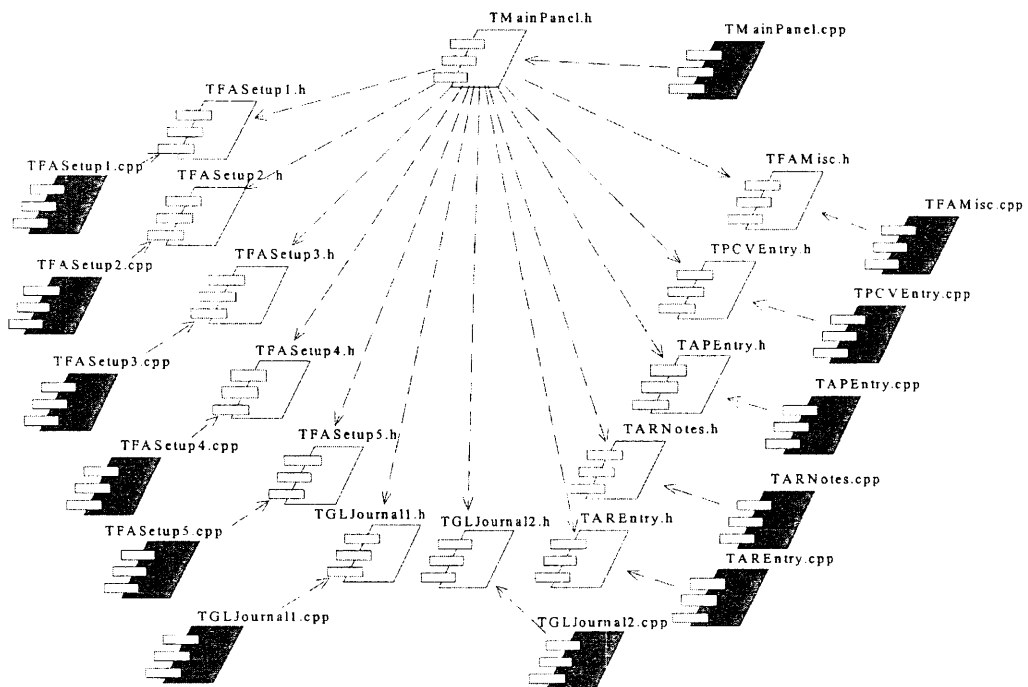 TMainPanel.h
TMainPanel.cpp
TFASetup1.h
TFAMisc.h
TFASetup1.cpp
TFASetup2.h
TFAMisc.cpp
TFASetup2.cpp
TFASetup3.h
TPCVEntry.h
TPCVEntry.cpp
TFASetup3.cpp
TFASetup4.h
TAPEntry.h
TAPEntry.cpp
TFASetup4.cpp
TFASetup5.h
TARNotes.h
TARNotes.cpp
TFASetup5.cpp
TGLJournal1.h
TGLJournal2.h
TAREntry.h
TAREntry.cpp
TGLJournal1.cpp
TGLJournal2.cpp